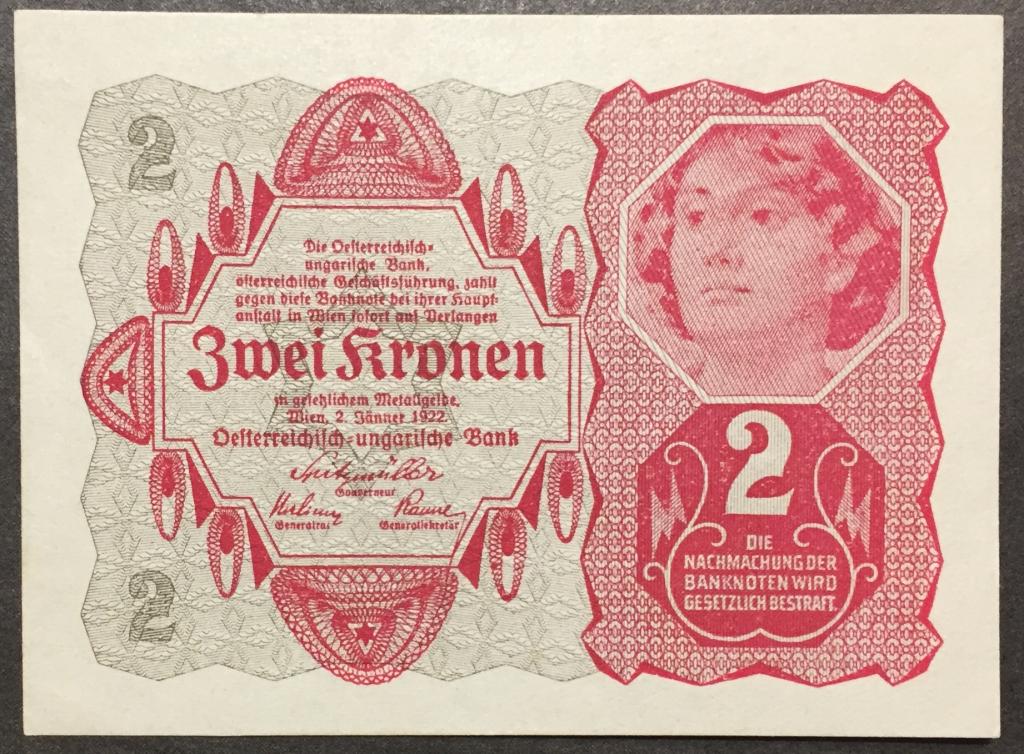 2
Die Oesterreichisch-
ungarische Bank,
österreichische Geschäftsführung, zahlt
gegen diese Banknote bei ihrer Haupt-
anstalt in Wien sofort auf Verlangen
Zwei Kronen
in gesetzlichem Metallgelde.
Wien, 2. Jänner 1922.
Oesterreichisch-ungarische Bank
Spitzmüller
Gouverneur
Generalrat
Generalsekretär
2
2
DIE
NACHMACHUNG DER
BANKNOTEN WIRD
GESETZLICH BESTRAFT.